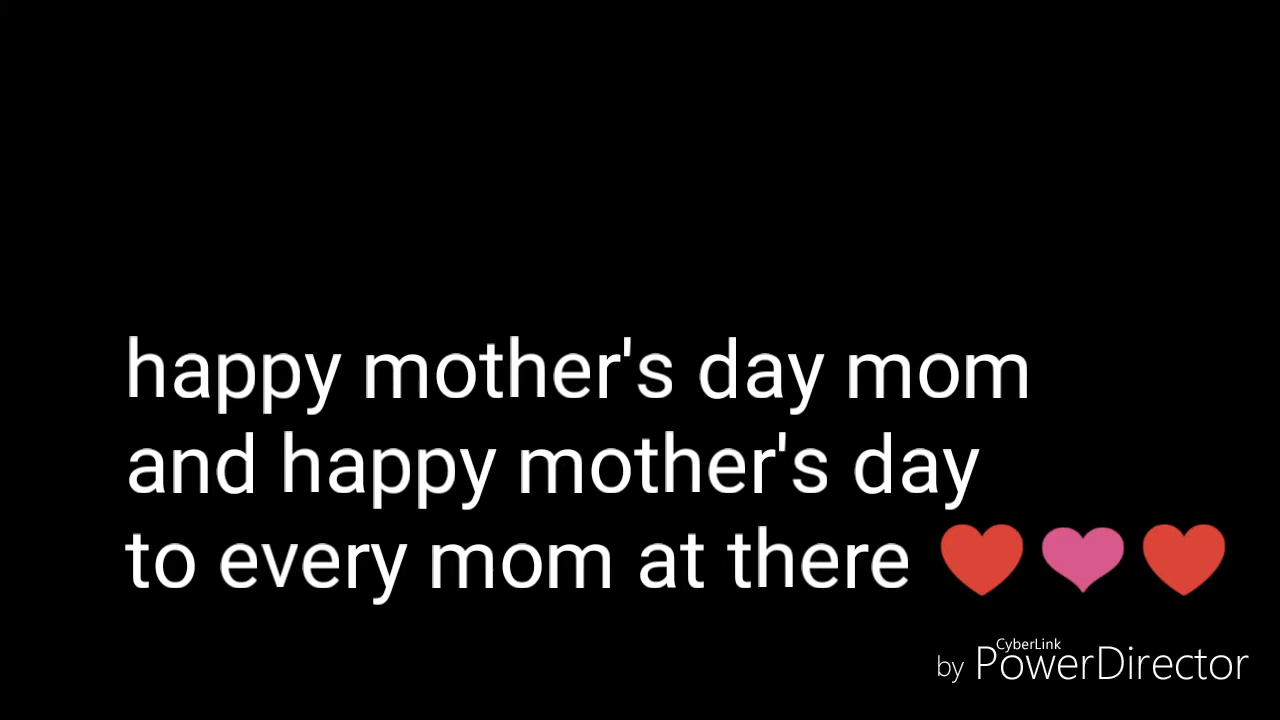 happy mother's day mom
and happy mother's day
to every mom at there ❤️💗❤️
by CyberLink PowerDirector